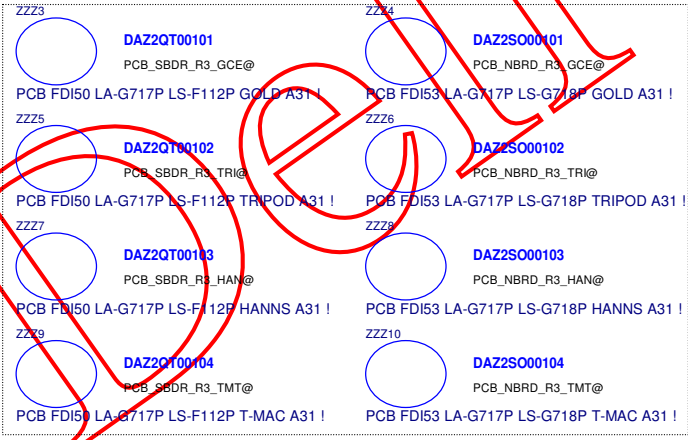 ZZZ3
DAZ2QT00101
PCB_SBDR_R3_GCE@
PCB FDI50 LA-G717P LS-F112P GOLD A31 !
ZZZ4
DAZ2SO00101
PCB_NBRD_R3_GCE@
PCB FDI53 LA-G717P LS-G718P GOLD A31 !
ZZZ5
DAZ2QT00102
PCB_SBDR_R3_TRI@
PCB FDI50 LA-G717P LS-F112P TRIPOD A31 !
ZZZ6
DAZ2SO00102
PCB_NBRD_R3_TRI@
PCB FDI53 LA-G717P LS-G718P TRIPOD A31 !
ZZZ7
DAZ2QT00103
PCB_SBDR_R3_HAN@
PCB FDI50 LA-G717P LS-F112P HANNS A31 !
ZZZ8
DAZ2SO00103
PCB_NBRD_R3_HAN@
PCB FDI53 LA-G717P LS-G718P HANNS A31 !
ZZZ9
DAZ2QT00104
PCB_SBDR_R3_TMT@
PCB FDI50 LA-G717P LS-F112P T-MAC A31 !
ZZZ10
DAZ2SO00104
PCB_NBRD_R3_TMT@
PCB FDI53 LA-G717P LS-G718P T-MAC A31 !
Dell